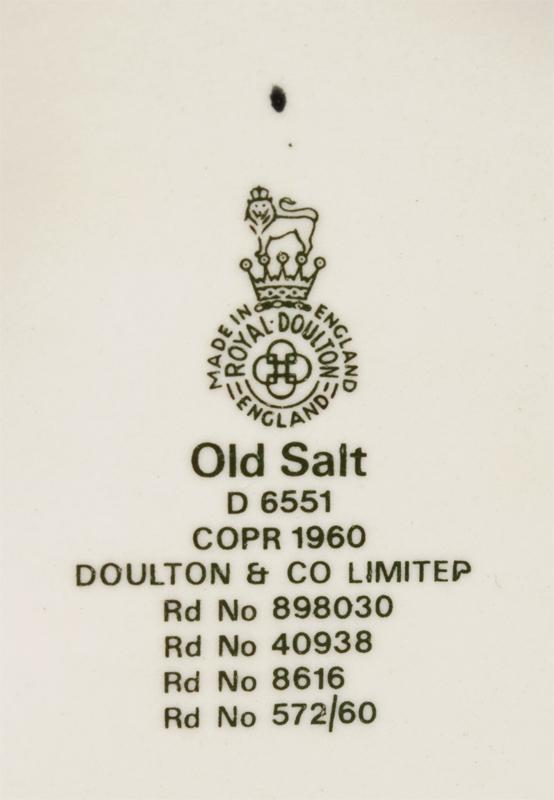 MADE IN ENGLAND
ROYAL·DOULTON
ENGLAND
Old Salt
D 6551
COPR 1960
DOULTON & CO LIMITED
Rd No 898030
Rd No 40938
Rd No 8616
Rd No 572/60